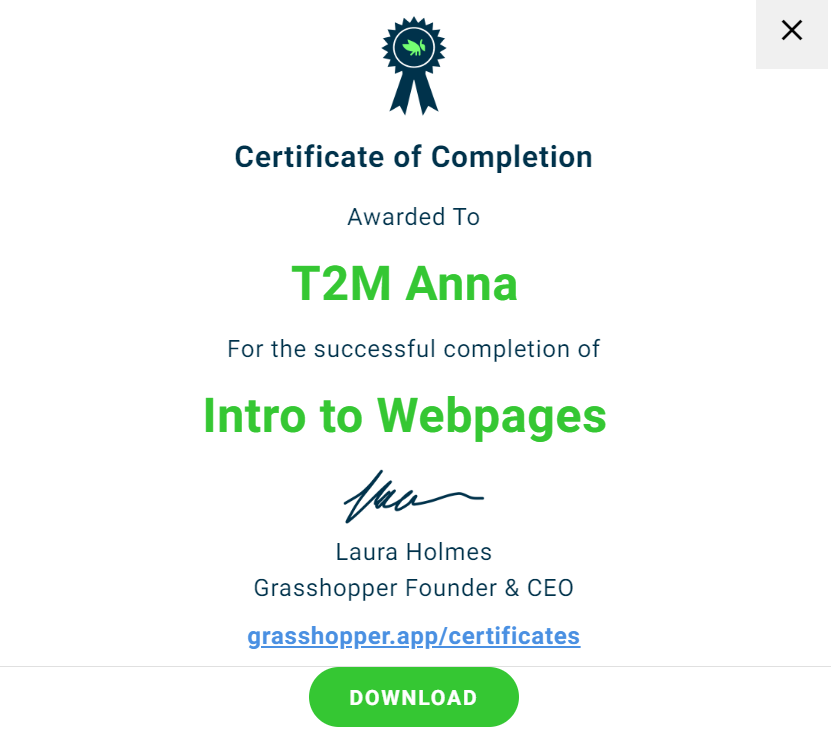 Certificate of Completion
Awarded To
T2M Anna
For the successful completion of
Intro to Webpages
Laura Holmes
Grasshopper Founder & CEO
grasshopper.app/certificates
DOWNLOAD